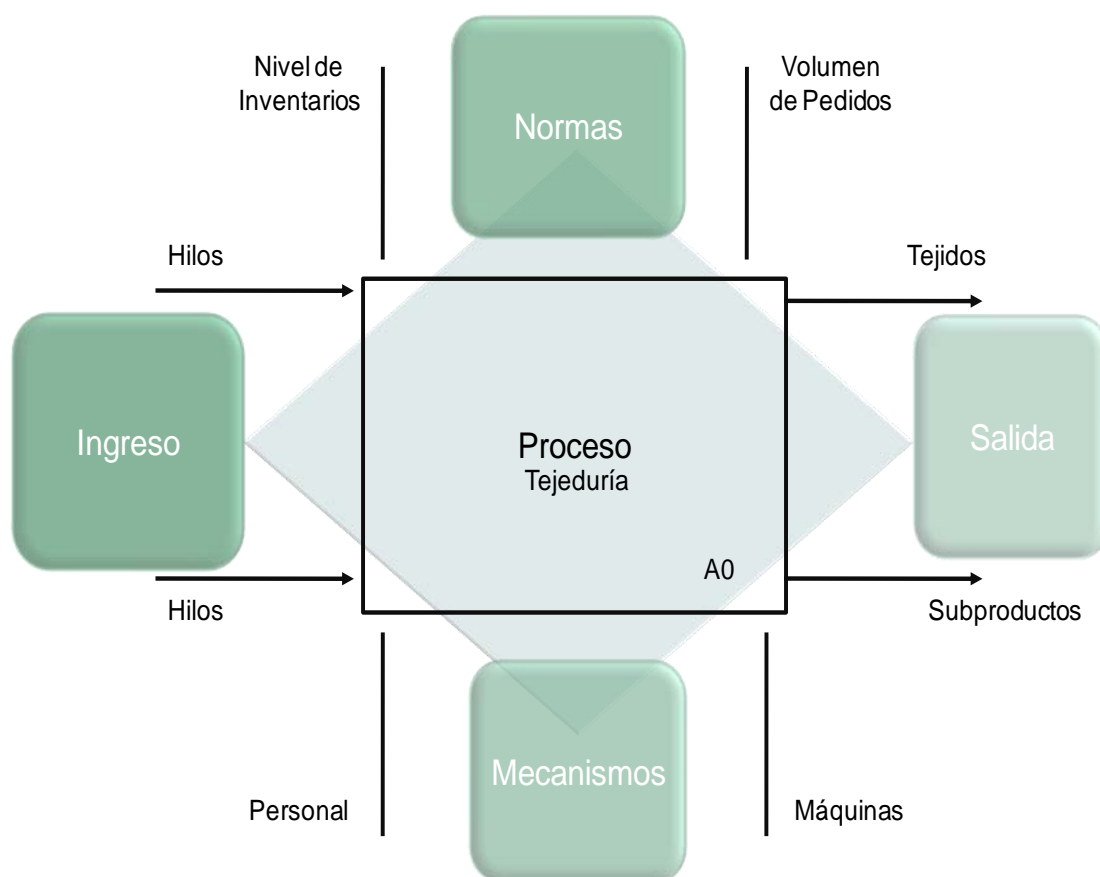 Nivel de
Inventarios
Normas
Volumen
de Pedidos
Hilos
Tejidos
Ingreso
Proceso
Tejeduría
Salida
A0
Hilos
Subproductos
Mecanismos
Personal
Máquinas